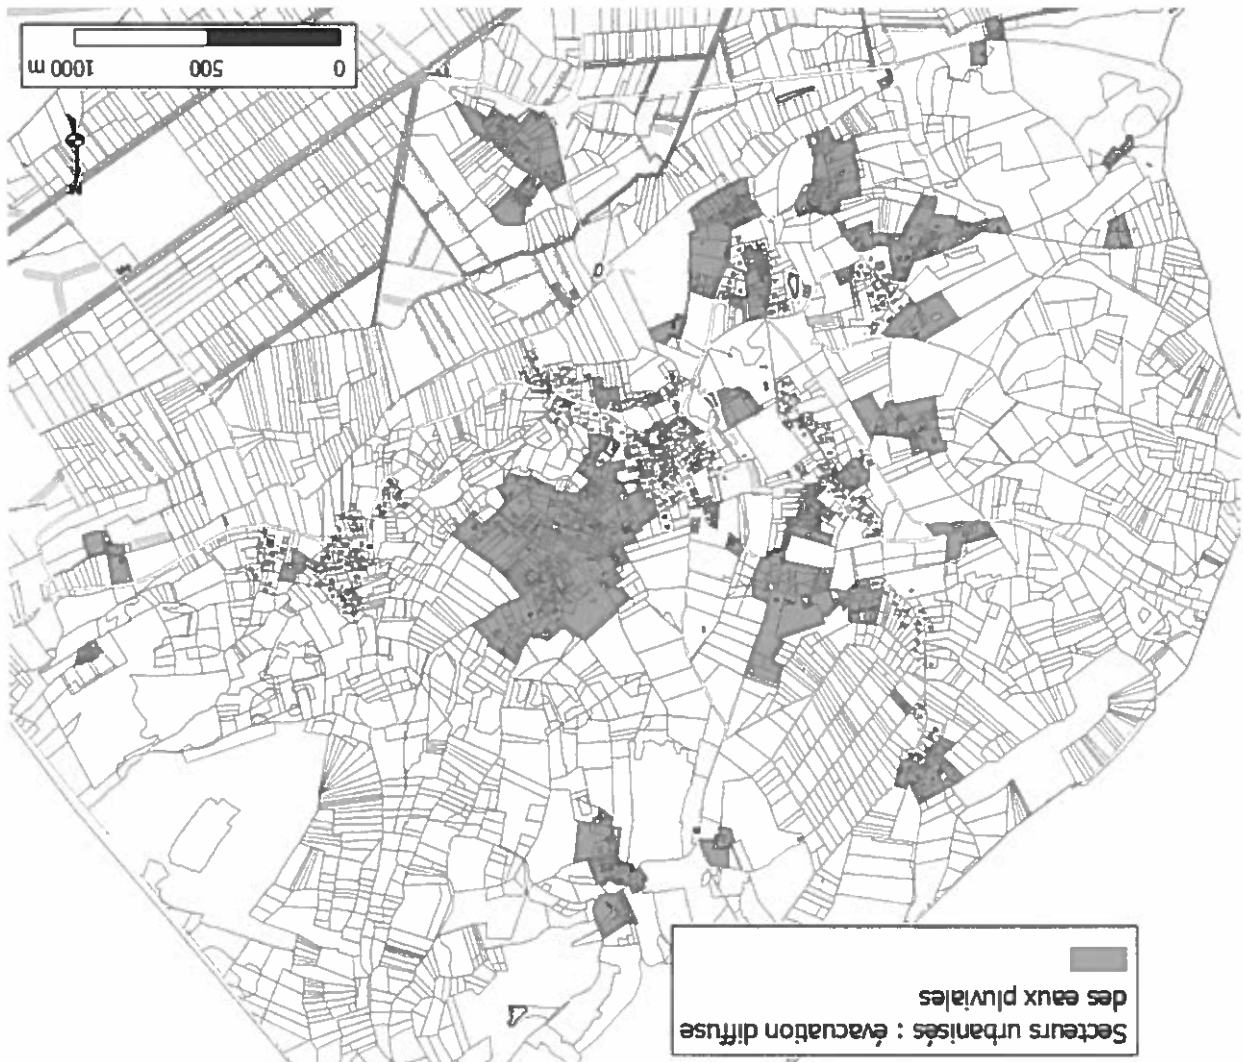 Secteurs urbanisés : évacuation diffuse
des eaux pluviales
0 500 1000 m
N